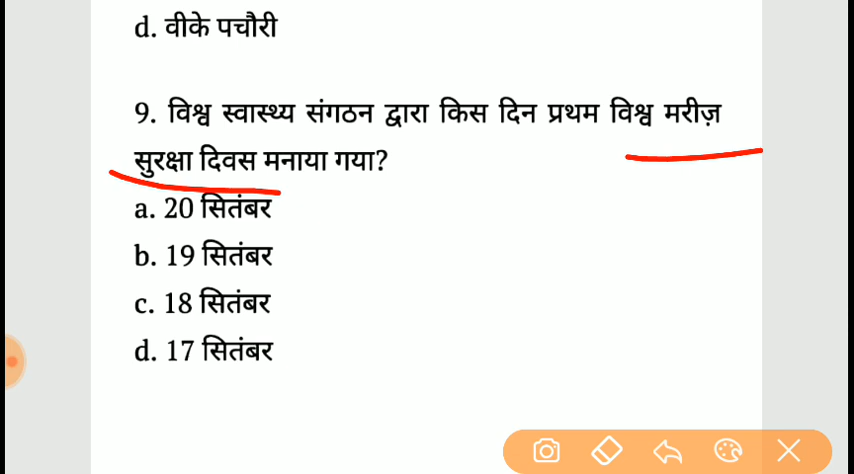 d. वीके पचौरी
9. विश्व स्वास्थ्य संगठन द्वारा किस दिन प्रथम विश्व मरीज़
सुरक्षा दिवस मनाया गया?
a. 20 सितंबर
b. 19 सितंबर
c. 18 सितंबर
d. 17 सितंबर